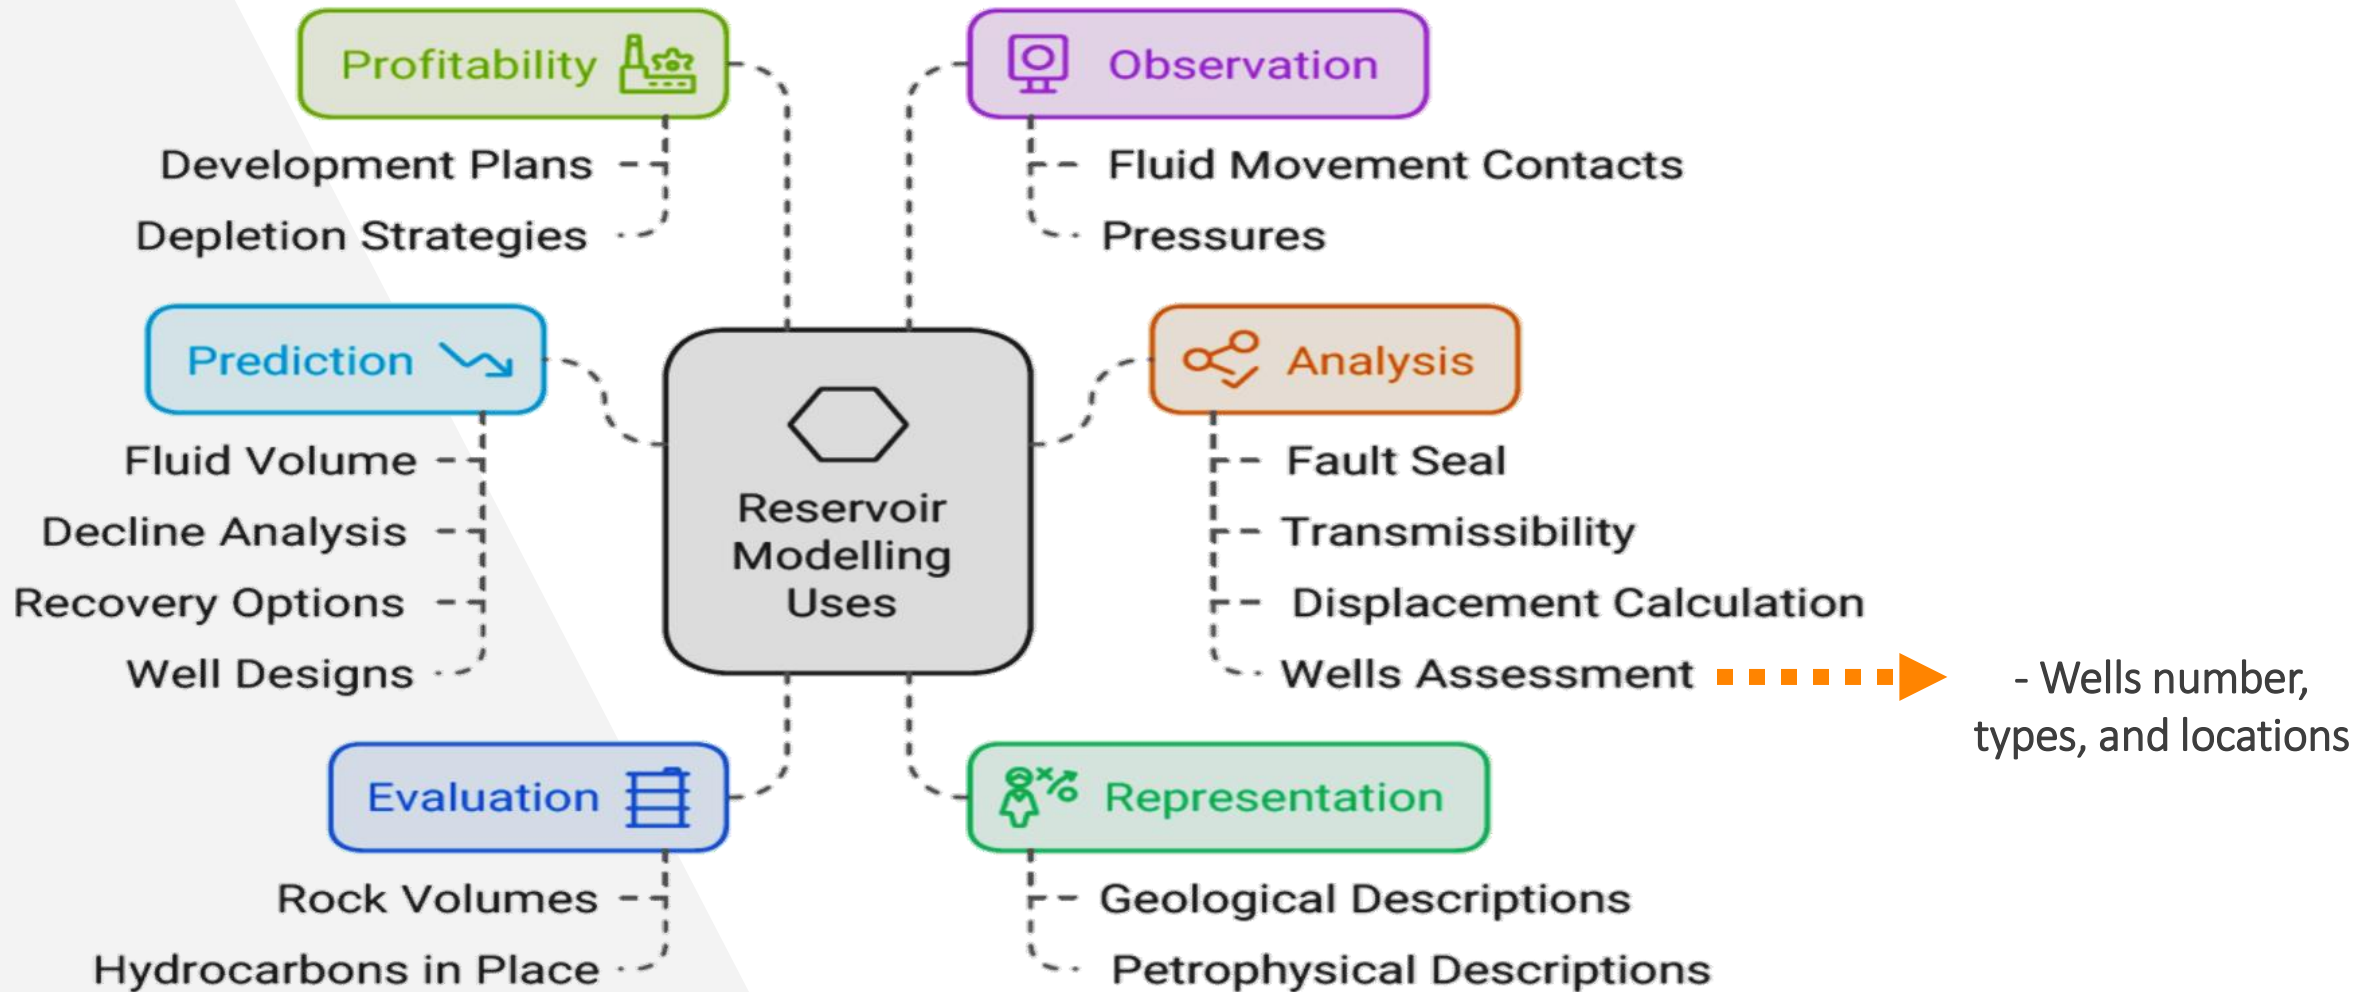 Profitability
Development Plans
Depletion Strategies
Observation
Fluid Movement Contacts
Pressures
Prediction
Fluid Volume
Decline Analysis
Recovery Options
Well Designs
Reservoir
Modelling
Uses
Analysis
Fault Seal
Transmissibility
Displacement Calculation
Wells Assessment
- Wells number,
types, and locations
Evaluation
Rock Volumes
Hydrocarbons in Place
Representation
Geological Descriptions
Petrophysical Descriptions